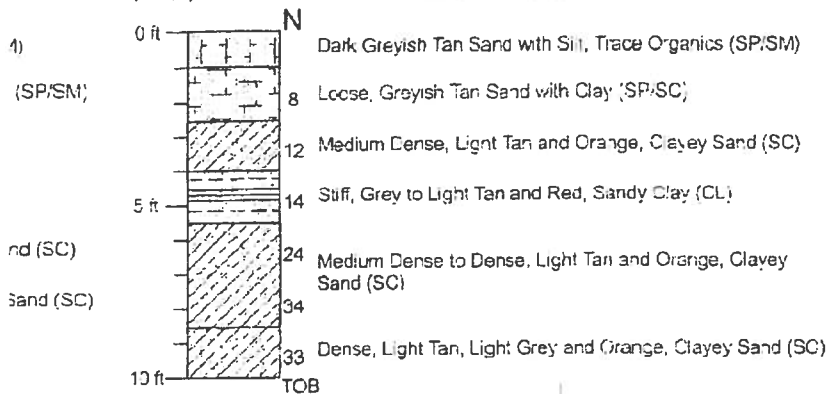 N
0 ft
Dark Greyish Tan Sand with Silt, Trace Organics (SP/SM)
(SP/SM)
8
Loose, Greyish Tan Sand with Clay (SP/SC)
12
Medium Dense, Light Tan and Orange, Clayey Sand (SC)
5 ft
14
Stiff, Grey to Light Tan and Red, Sandy Clay (CL)
(SC)
24
Medium Dense to Dense, Light Tan and Orange, Clayey
Sand (SC)
Sand (SC)
34
33
Dense, Light Tan, Light Grey and Orange, Clayey Sand (SC)
10 ft
TOB